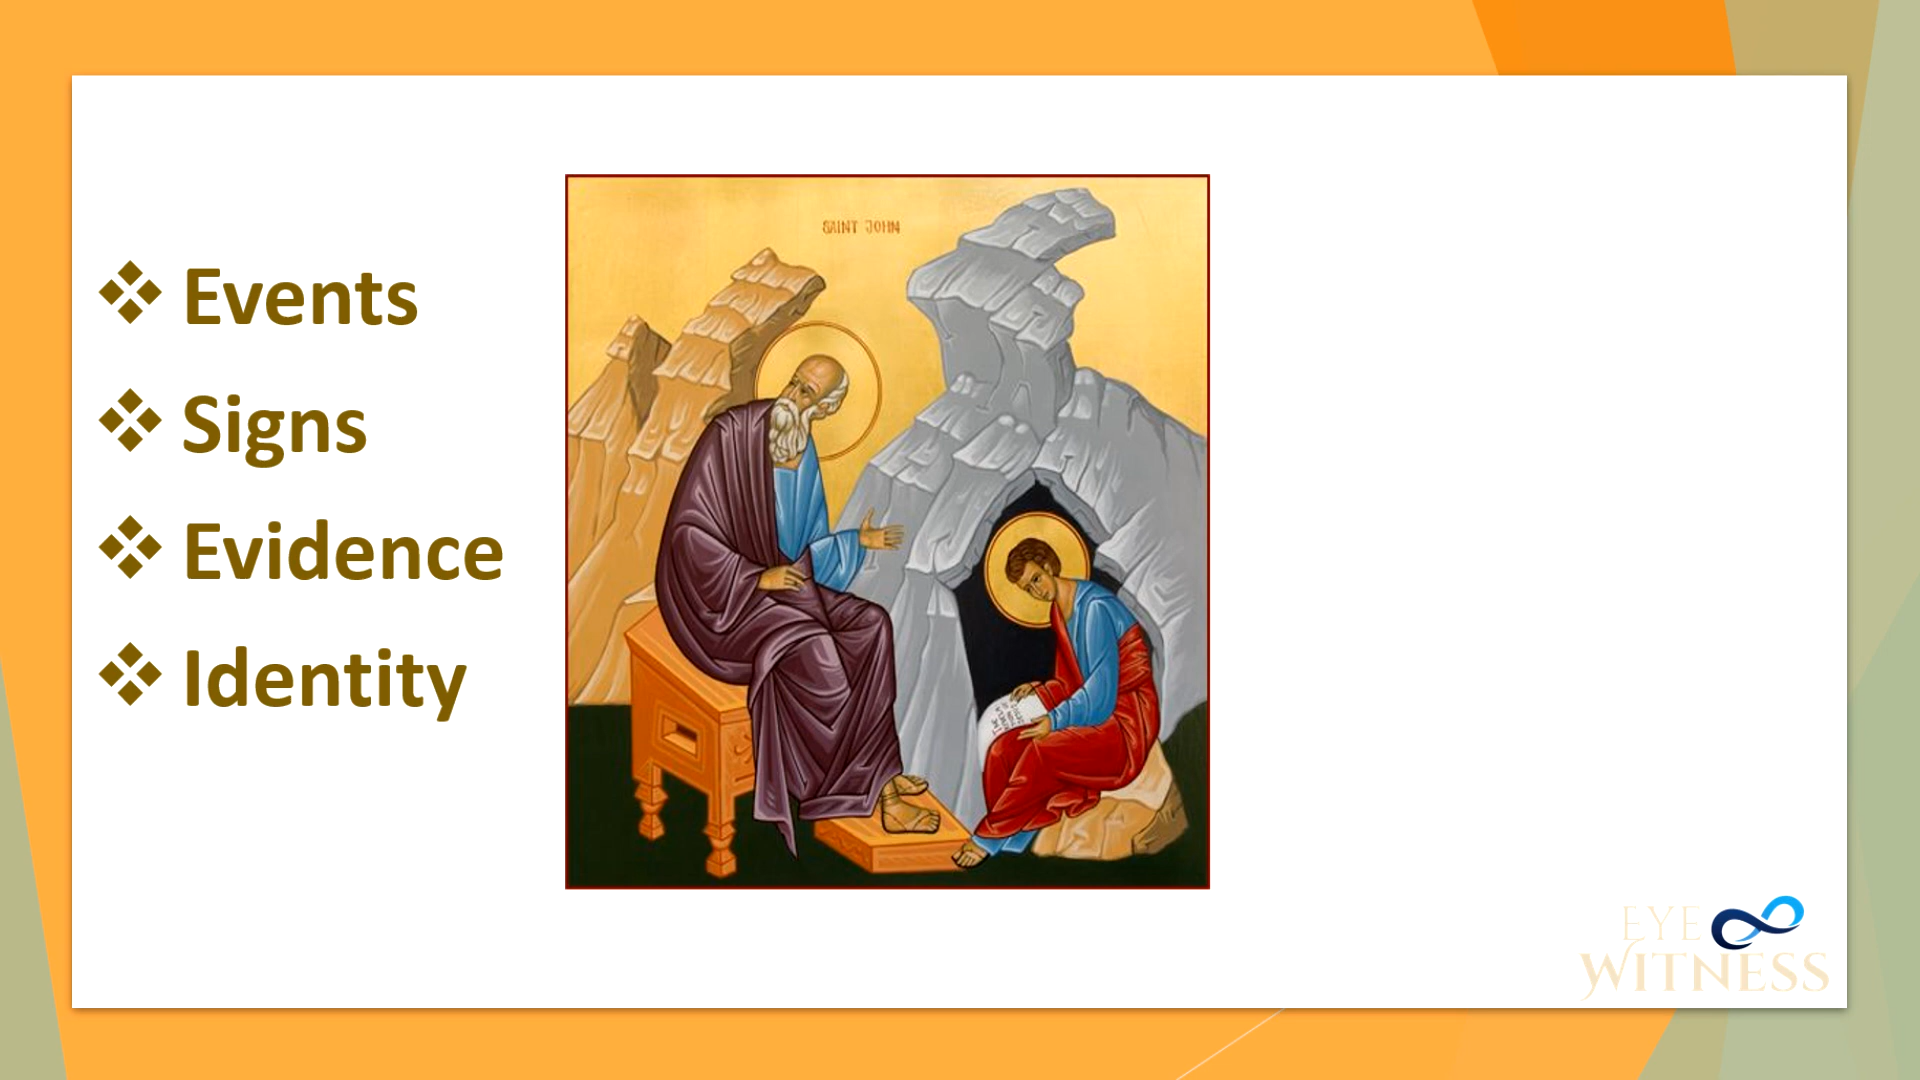 SAINT JOHN
Events
Signs
Evidence
Identity
EYE
WITNESS